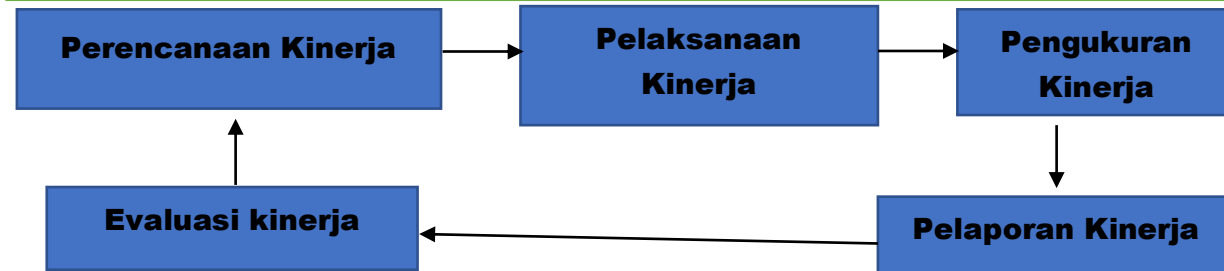 Perencanaan Kinerja
Pelaksanaan
Kinerja
Pengukuran
Kinerja
Evaluasi kinerja
Pelaporan Kinerja